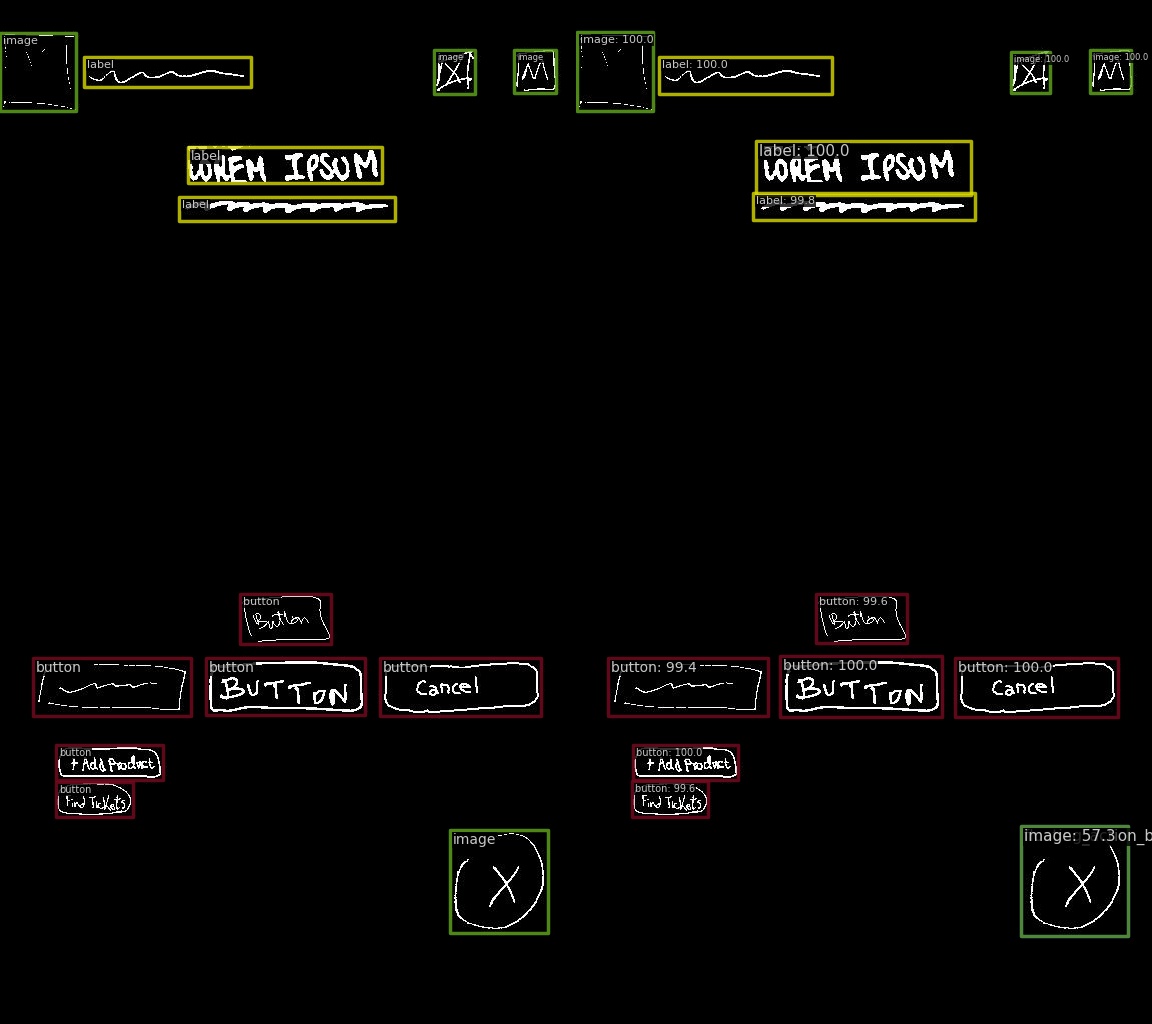 image image: 100.0
label label: 100.0
image X image M image: 100.0 X image: 100.0 M
label LOREM IPSUM label: 100.0 LOREM IPSUM
label label: 99.8
button Button button: 99.6 Button
button button BUTTON button Cancel button: 99.4 button: 100.0 BUTTON button: 100.0 Cancel
button + Add Product button: 100.0 + Add Product
button Find Tickets button: 99.6 Find Tickets
image X image: 57.3 on_b X